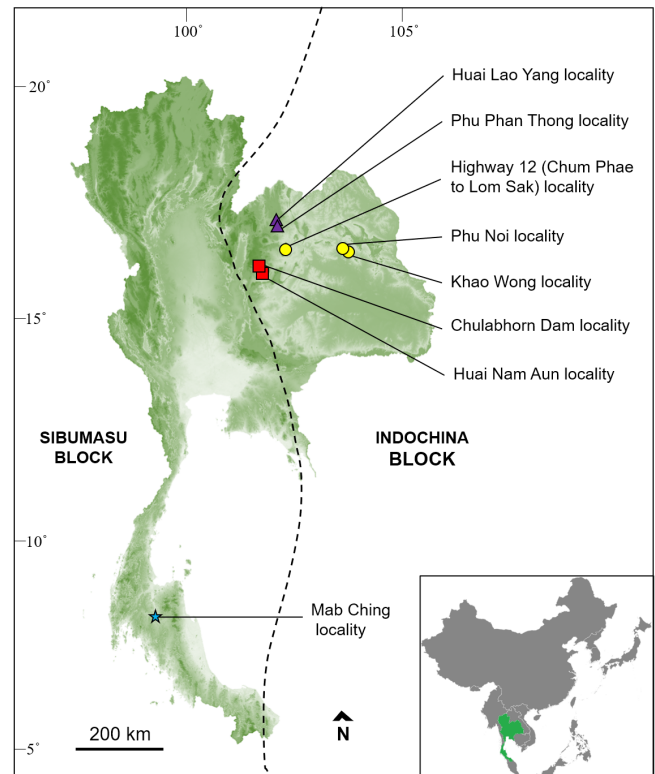 100°
105°
20°
Huai Lao Yang locality
Phu Phan Thong locality
Highway 12 (Chum Phae
to Lom Sak) locality
Phu Noi locality
Khao Wong locality
15°
Chulabhorn Dam locality
Huai Nam Aun locality
SIBUMASU
BLOCK
INDOCHINA
BLOCK
10°
Mab Ching
locality
200 km
N
5°